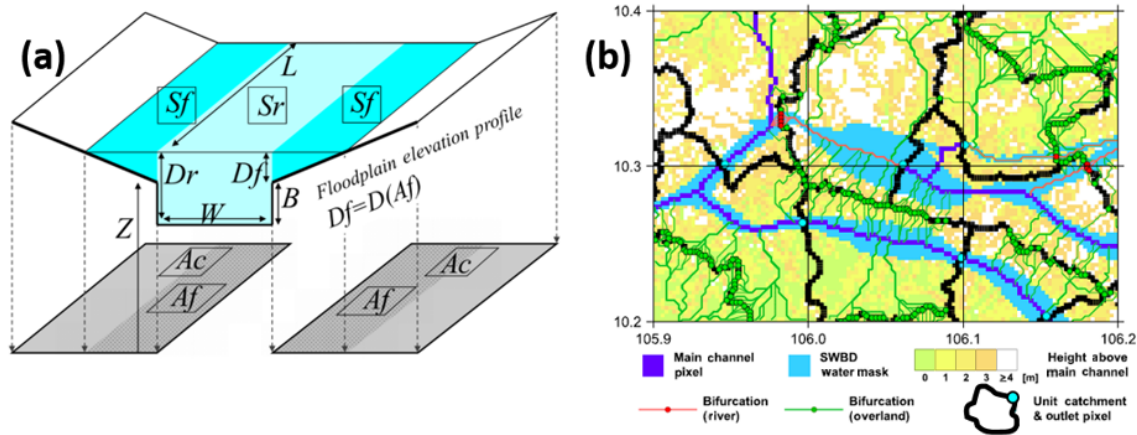 (a)
L
Sf
Sr
Sf
Dr
Df
Floodplain elevation profile
Df=D(Af)
W
B
Z
Ac
Ac
Af
Af
(b)
10.4
10.3
10.2
105.9
106.0
106.1
106.2
Main channel
pixel
SWBD
water mask
0 1 2 3 ≥4 [m]
Height above
main channel
Bifurcation
(river)
Bifurcation
(overland)
Unit catchment
& outlet pixel